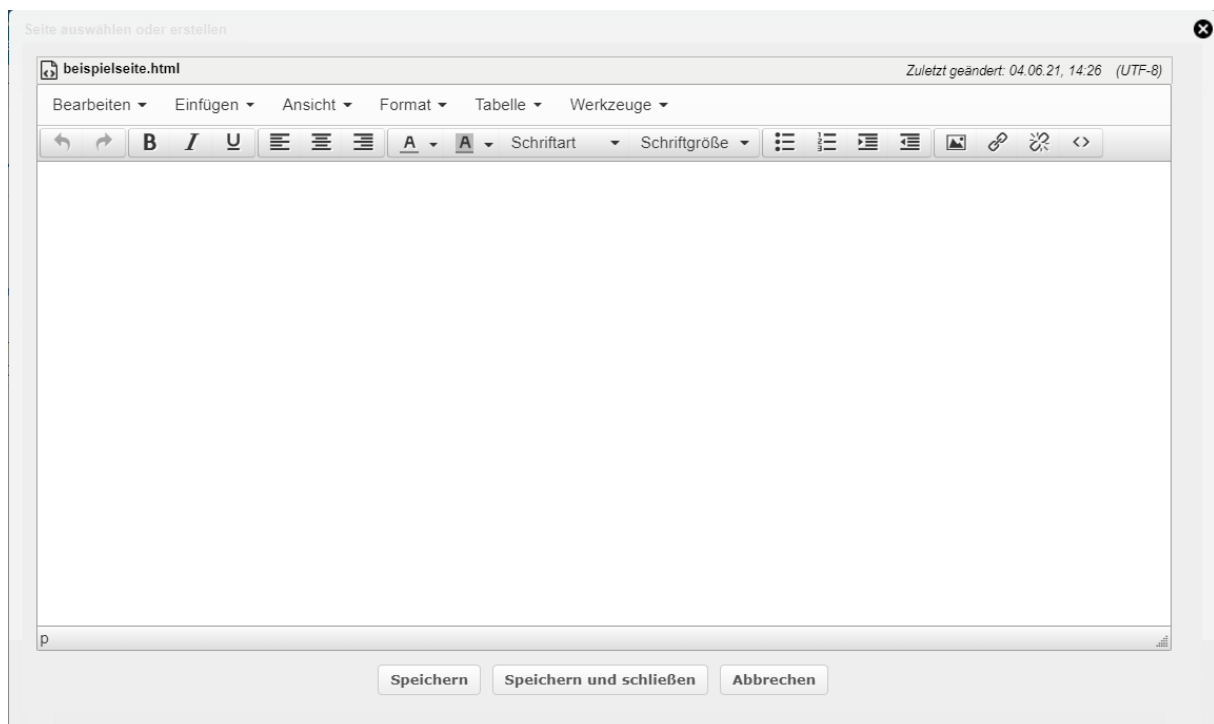 Seite auswählen oder erstellen
beispielseite.html Zuletzt geändert: 04.06.21, 14:26 (UTF-8)
Bearbeiten Einfügen Ansicht Format Tabelle Werkzeuge
B I U A A Schriftart Schriftgröße
p
Speichern Speichern und schließen Abbrechen